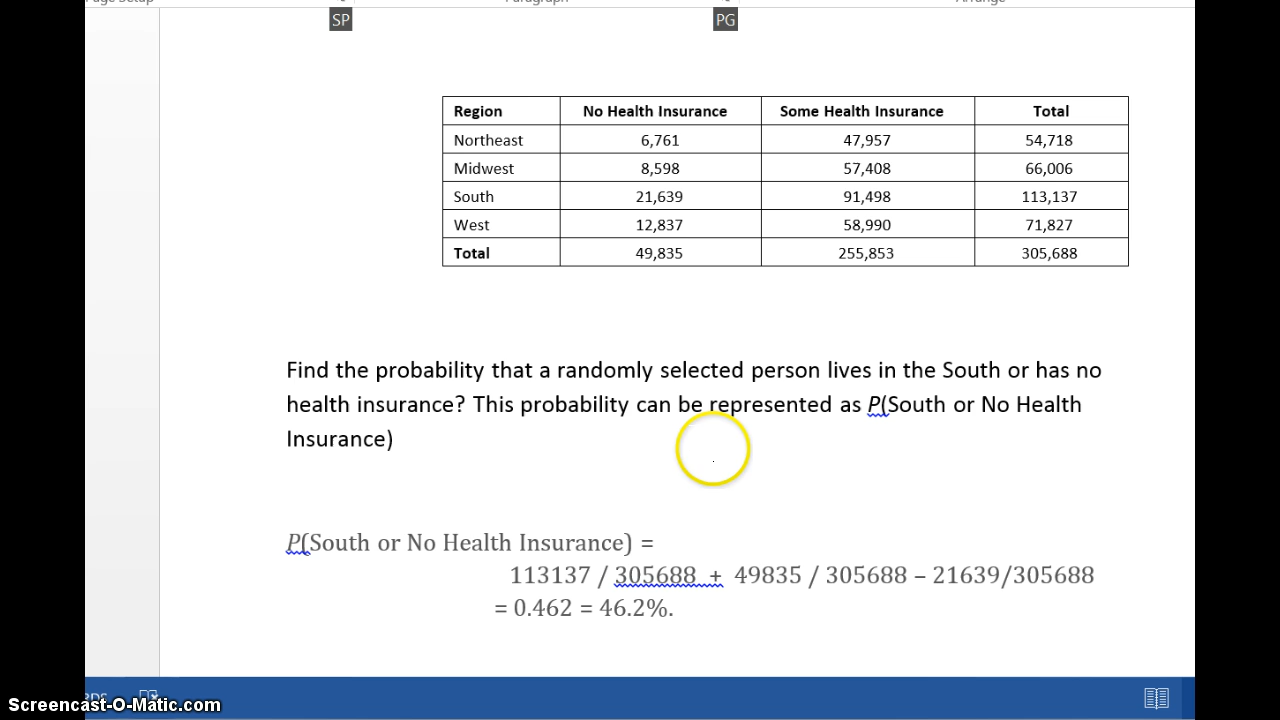 SP PG
Region No Health Insurance Some Health Insurance Total
Northeast 6,761 47,957 54,718
Midwest 8,598 57,408 66,006
South 21,639 91,498 113,137
West 12,837 58,990 71,827
Total 49,835 255,853 305,688
Find the probability that a randomly selected person lives in the South or has no
health insurance? This probability can be represented as P(South or No Health
Insurance)
P(South or No Health Insurance) =
113137 / 305688 + 49835 / 305688 – 21639/305688
= 0.462 = 46.2%.
Screencast-O-Matic.com